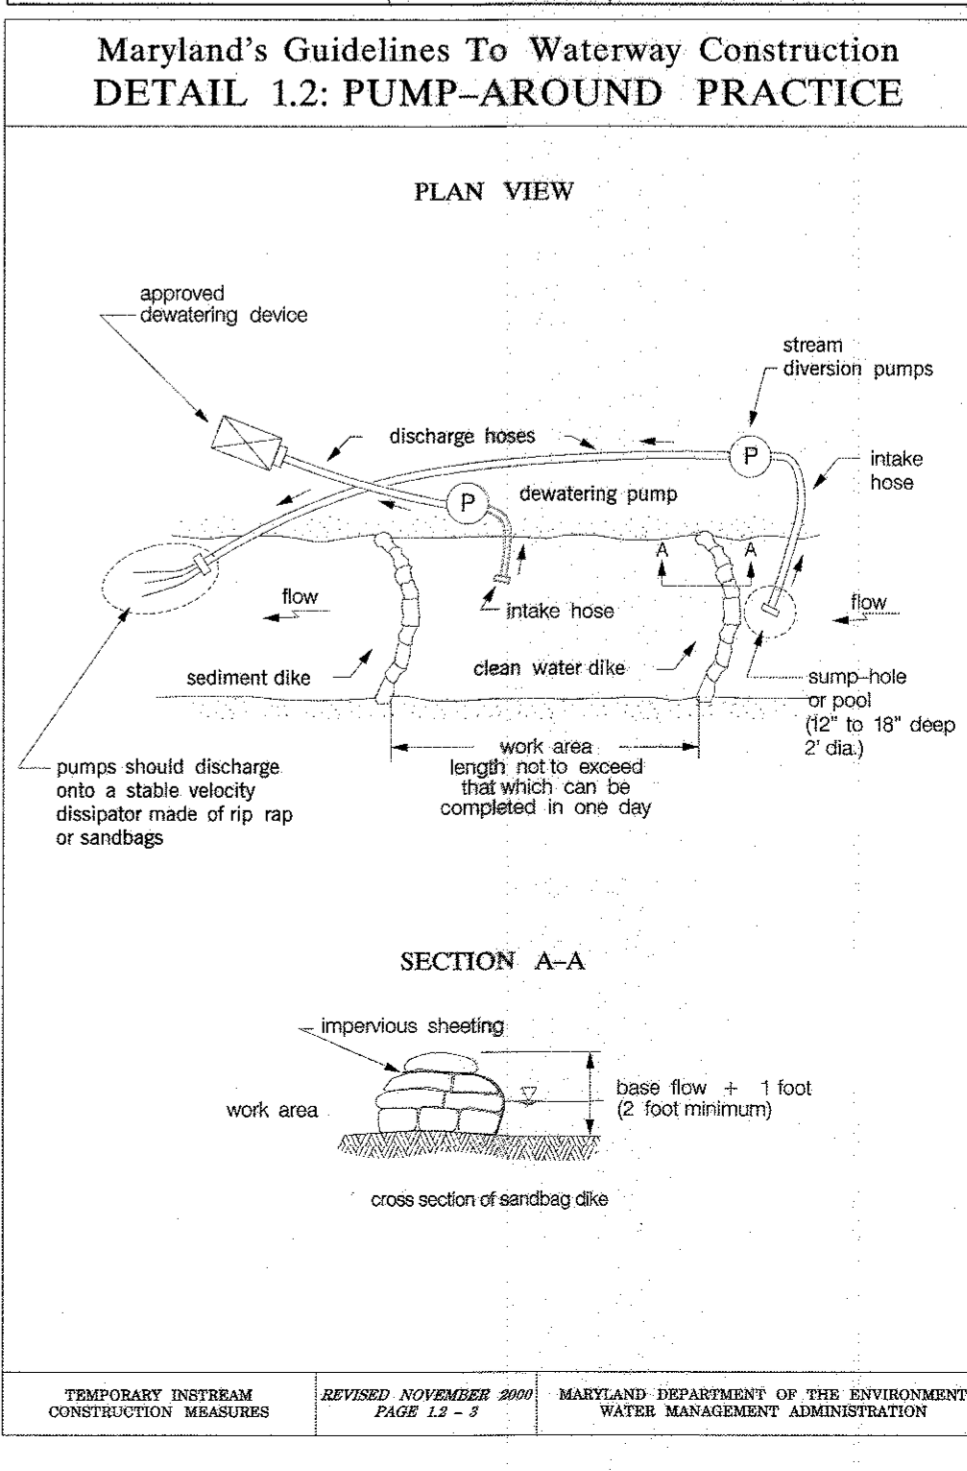 Maryland's Guidelines To Waterway Construction
DETAIL 1.2: PUMP–AROUND PRACTICE
PLAN VIEW
approved
dewatering device
stream
diversion pumps
discharge hoses
P
intake
hose
dewatering pump
P
A A
flow
intake hose
flow
sediment dike
clean water dike
sump-hole
or pool
(12" to 18" deep
2' dia.)
work area
length not to exceed
that which can be
completed in one day
pumps should discharge
onto a stable velocity
dissipator made of rip rap
or sandbags
SECTION A–A
impervious sheeting
work area
base flow + 1 foot
(2 foot minimum)
cross section of sandbag dike
TEMPORARY INSTREAM
CONSTRUCTION MEASURES
REVISED NOVEMBER 2000
PAGE 1.2 - 3
MARYLAND DEPARTMENT OF THE ENVIRONMENT
WATER MANAGEMENT ADMINISTRATION